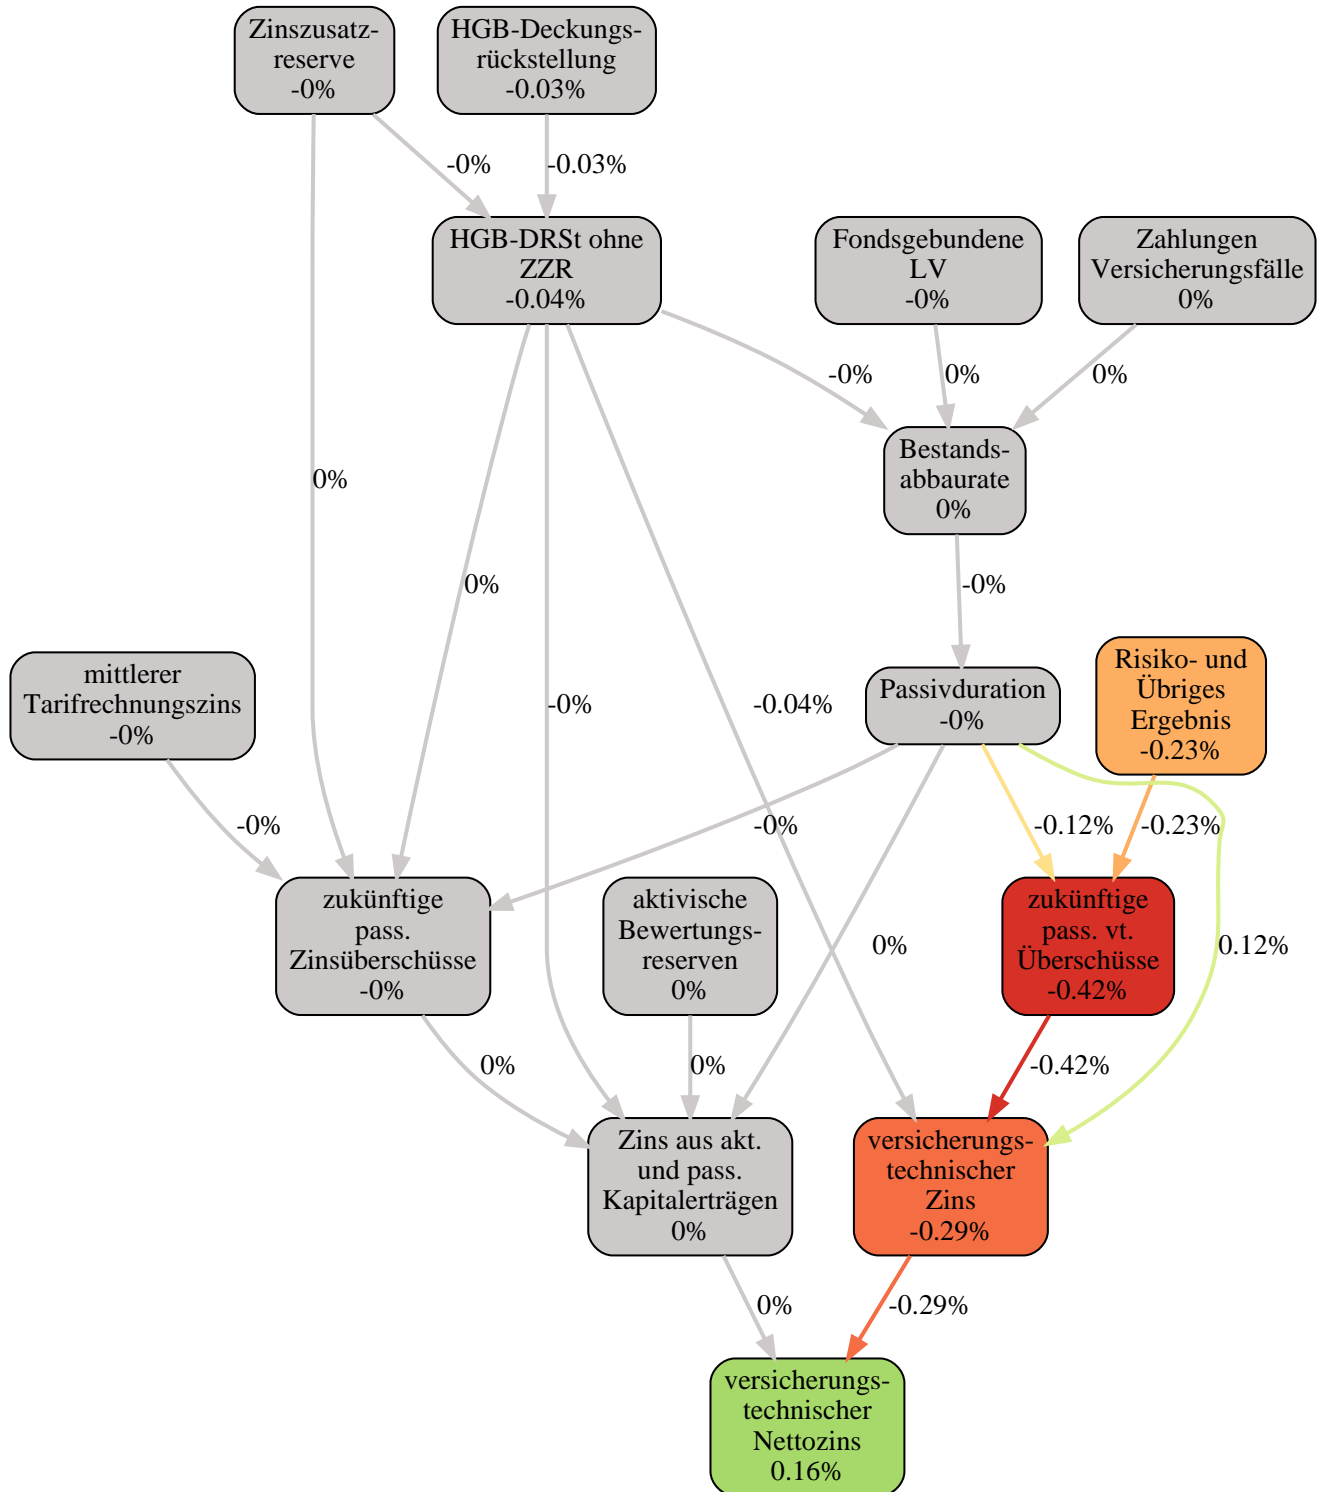 Zinszusatz-
reserve
-0%
HGB-Deckungs-
rückstellung
-0.03%
-0%
-0.03%
HGB-DRSt ohne
ZZR
-0.04%
Fondsgebundene
LV
-0%
Zahlungen
Versicherungsfälle
0%
-0%
0%
0%
Bestands-
abbaurate
0%
0%
0%
-0%
mittlerer
Tarifrechnungszins
-0%
-0%
-0.04%
Passivduration
-0%
Risiko- und
Übriges
Ergebnis
-0.23%
-0%
-0%
-0.12%
-0.23%
zukünftige
pass.
Zinsüberschüsse
-0%
aktivische
Bewertungs-
reserven
0%
0%
zukünftige
pass. vt.
Überschüsse
-0.42%
0.12%
0%
0%
-0.42%
Zins aus akt.
und pass.
Kapitalerträgen
0%
versicherungs-
technischer
Zins
-0.29%
0%
-0.29%
versicherungs-
technischer
Nettozins
0.16%